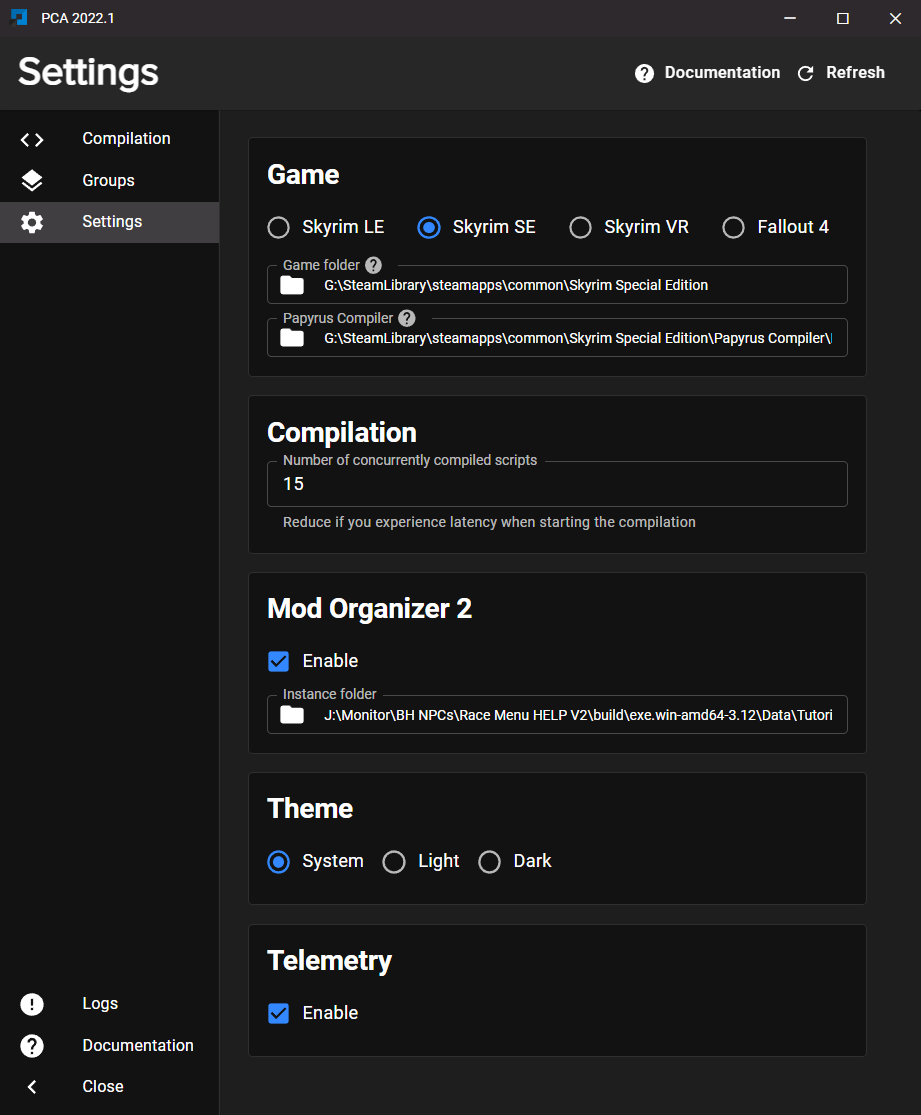 PCA 2022.1
Settings
Documentation
Refresh
Compilation
Groups
Settings
Game
Skyrim LE
Skyrim SE
Skyrim VR
Fallout 4
Game folder
G:\SteamLibrary\steamapps\common\Skyrim Special Edition
Papyrus Compiler
G:\SteamLibrary\steamapps\common\Skyrim Special Edition\Papyrus Compiler\
Compilation
Number of concurrently compiled scripts
15
Reduce if you experience latency when starting the compilation
Mod Organizer 2
Enable
Instance folder
J:\Monitor\BH NPCs\Race Menu HELP V2\build\exe.win-amd64-3.12\Data\Tutori
Theme
System
Light
Dark
Telemetry
Enable
Logs
Documentation
Close